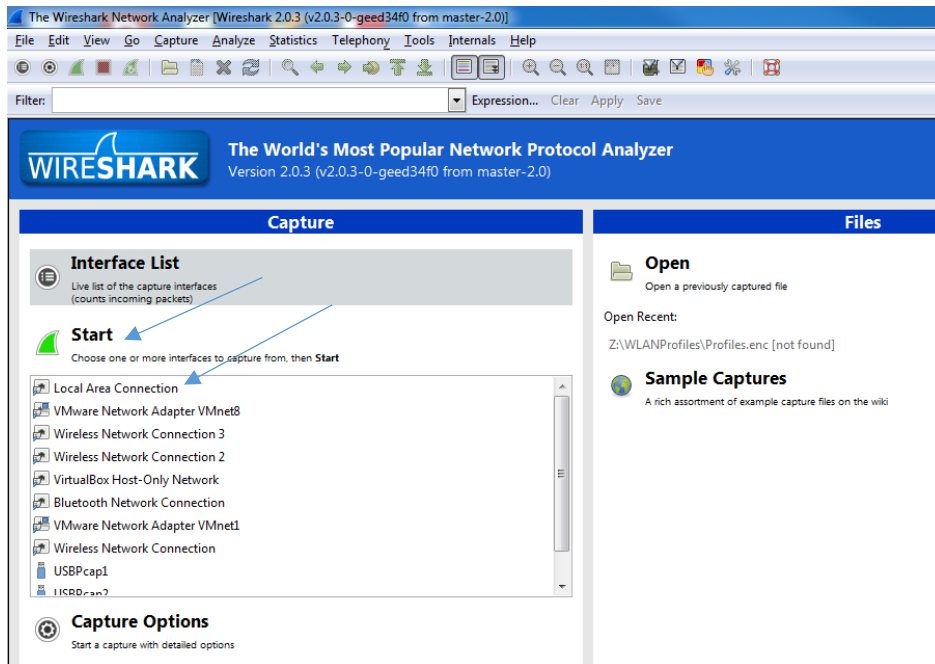 The Wireshark Network Analyzer [Wireshark 2.0.3 (v2.0.3-0-geed34f0 from master-2.0)]
File Edit View Go Capture Analyze Statistics Telephony Tools Internals Help
Filter: Expression... Clear Apply Save
WIRESHARK
The World's Most Popular Network Protocol Analyzer
Version 2.0.3 (v2.0.3-0-geed34f0 from master-2.0)
Capture
Interface List
Live list of the capture interfaces
(counts incoming packets)
Start
Choose one or more interfaces to capture from, then Start
Local Area Connection
VMware Network Adapter VMnet8
Wireless Network Connection 3
Wireless Network Connection 2
VirtualBox Host-Only Network
Bluetooth Network Connection
VMware Network Adapter VMnet1
Wireless Network Connection
USBPcap1
USBPcap2
Capture Options
Start a capture with detailed options
Files
Open
Open a previously captured file
Open Recent:
Z:\WLANProfiles\Profiles.enc [not found]
Sample Captures
A rich assortment of example capture files on the wiki